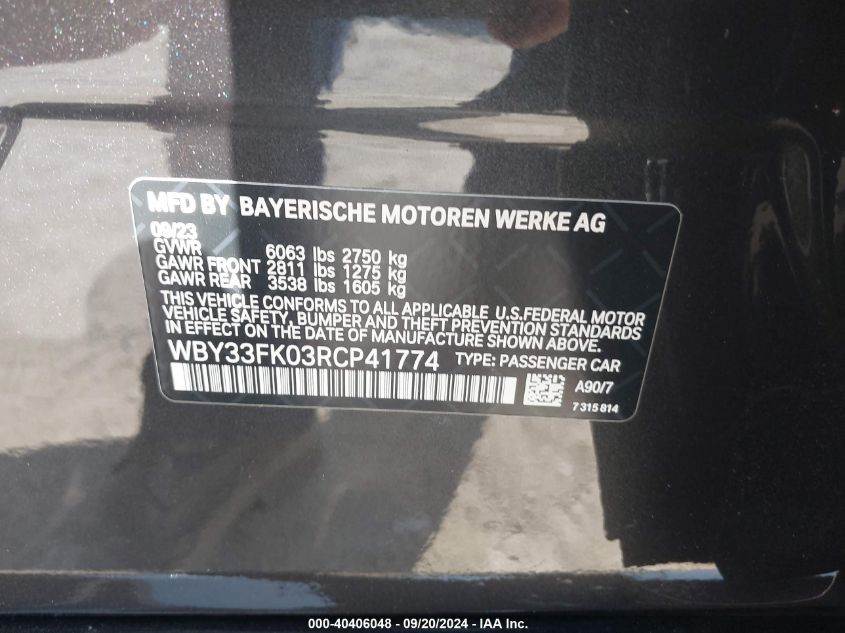 MFD BY BAYERISCHE MOTOREN WERKE AG
09/23
GVWR 6063 lbs 2750 kg
GAWR FRONT 2811 lbs 1275 kg
GAWR REAR 3538 lbs 1605 kg
THIS VEHICLE CONFORMS TO ALL APPLICABLE U.S.FEDERAL MOTOR
VEHICLE SAFETY, BUMPER AND THEFT PREVENTION STANDARDS
IN EFFECT ON THE DATE OF MANUFACTURE SHOWN ABOVE.
WBY33FK03RCP41774 TYPE: PASSENGER CAR
A90/7
7 315 814
000-40406048 - 09/20/2024 - IAA Inc.